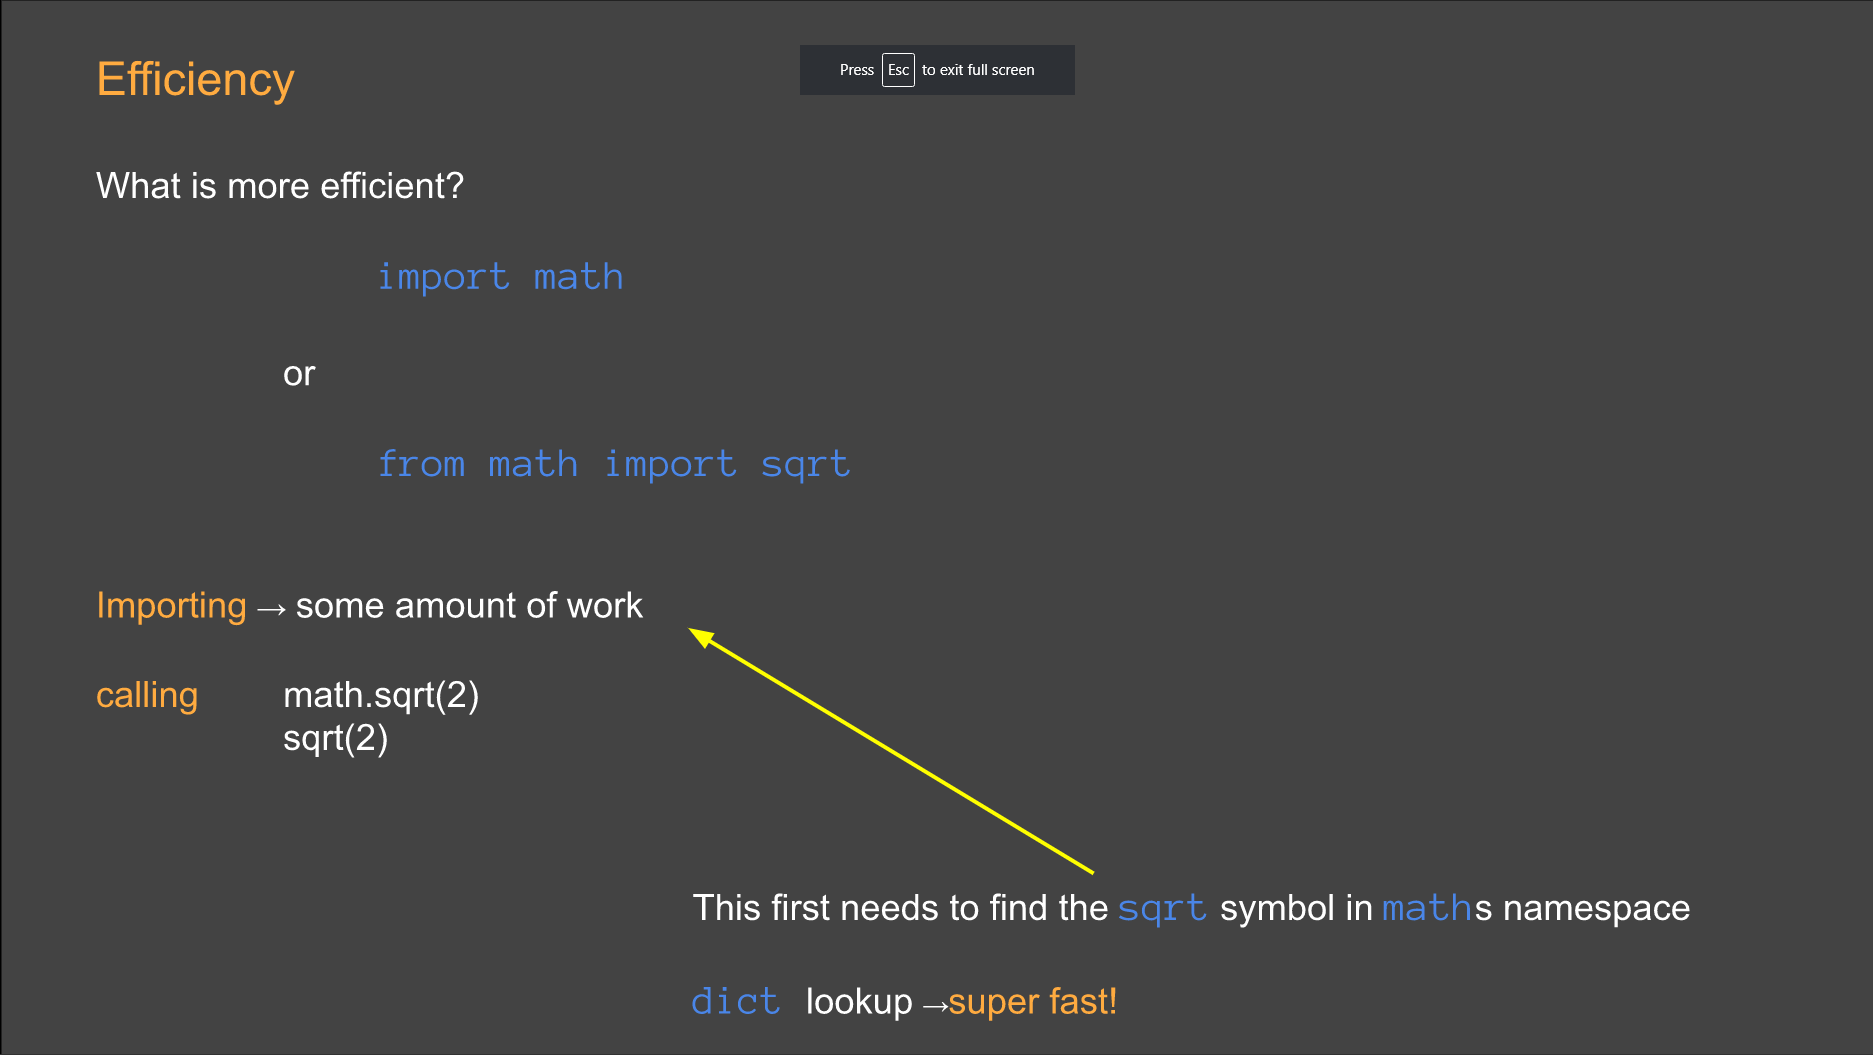 Efficiency
Press Esc to exit full screen
What is more efficient?
import math
or
from math import sqrt
Importing → some amount of work
calling math.sqrt(2)
sqrt(2)
This first needs to find the sqrt symbol in maths namespace
dict lookup →super fast!